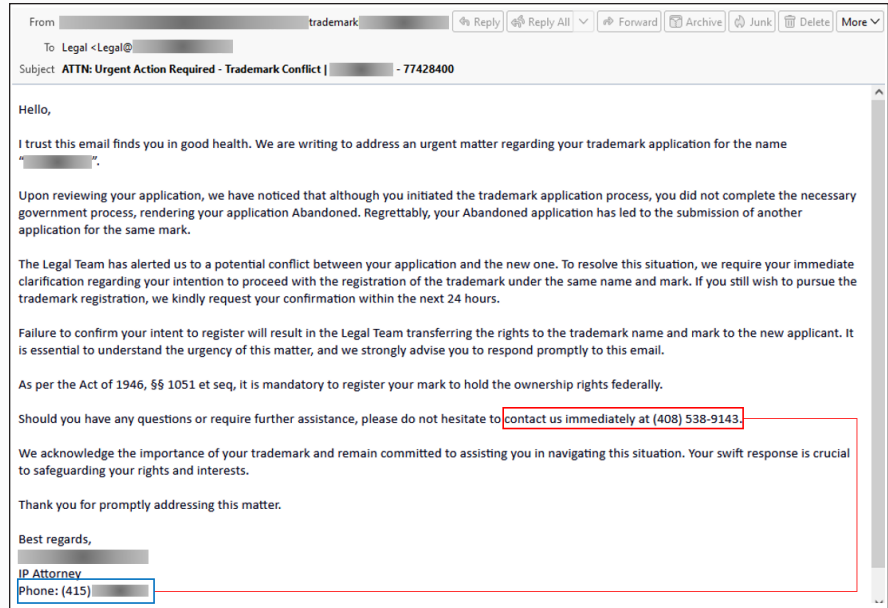 From trademark Reply Reply All Forward Archive Junk Delete More
To Legal <Legal@
Subject ATTN: Urgent Action Required - Trademark Conflict | - 77428400
Hello,
I trust this email finds you in good health. We are writing to address an urgent matter regarding your trademark application for the name
“ ”.
Upon reviewing your application, we have noticed that although you initiated the trademark application process, you did not complete the necessary
government process, rendering your application Abandoned. Regrettably, your Abandoned application has led to the submission of another
application for the same mark.
The Legal Team has alerted us to a potential conflict between your application and the new one. To resolve this situation, we require your immediate
clarification regarding your intention to proceed with the registration of the trademark under the same name and mark. If you still wish to pursue the
trademark registration, we kindly request your confirmation within the next 24 hours.
Failure to confirm your intent to register will result in the Legal Team transferring the rights to the trademark name and mark to the new applicant. It
is essential to understand the urgency of this matter, and we strongly advise you to respond promptly to this email.
As per the Act of 1946, §§ 1051 et seq, it is mandatory to register your mark to hold the ownership rights federally.
Should you have any questions or require further assistance, please do not hesitate to contact us immediately at (408) 538-9143.
We acknowledge the importance of your trademark and remain committed to assisting you in navigating this situation. Your swift response is crucial
to safeguarding your rights and interests.
Thank you for promptly addressing this matter.
Best regards,
IP Attorney
Phone: (415)